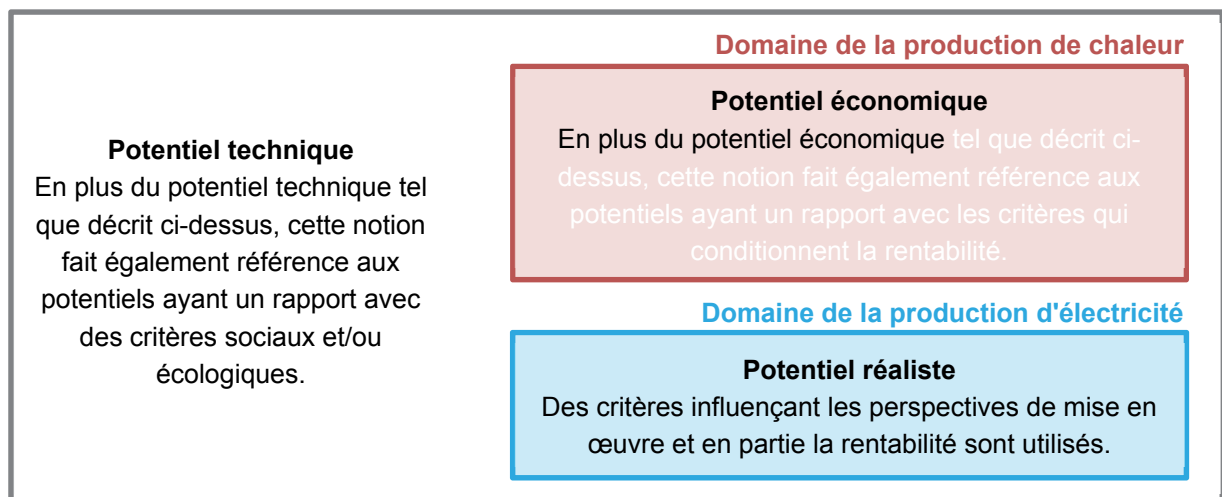 Potentiel technique
En plus du potentiel technique tel
que décrit ci-dessus, cette notion
fait également référence aux
potentiels ayant un rapport avec
des critères sociaux et/ou
écologiques.
Domaine de la production de chaleur
Potentiel économique
En plus du potentiel économique tel que décrit ci-
dessus, cette notion fait également référence aux
potentiels ayant un rapport avec les critères qui
conditionnent la rentabilité.
Domaine de la production d'électricité
Potentiel réaliste
Des critères influençant les perspectives de mise en
œuvre et en partie la rentabilité sont utilisés.